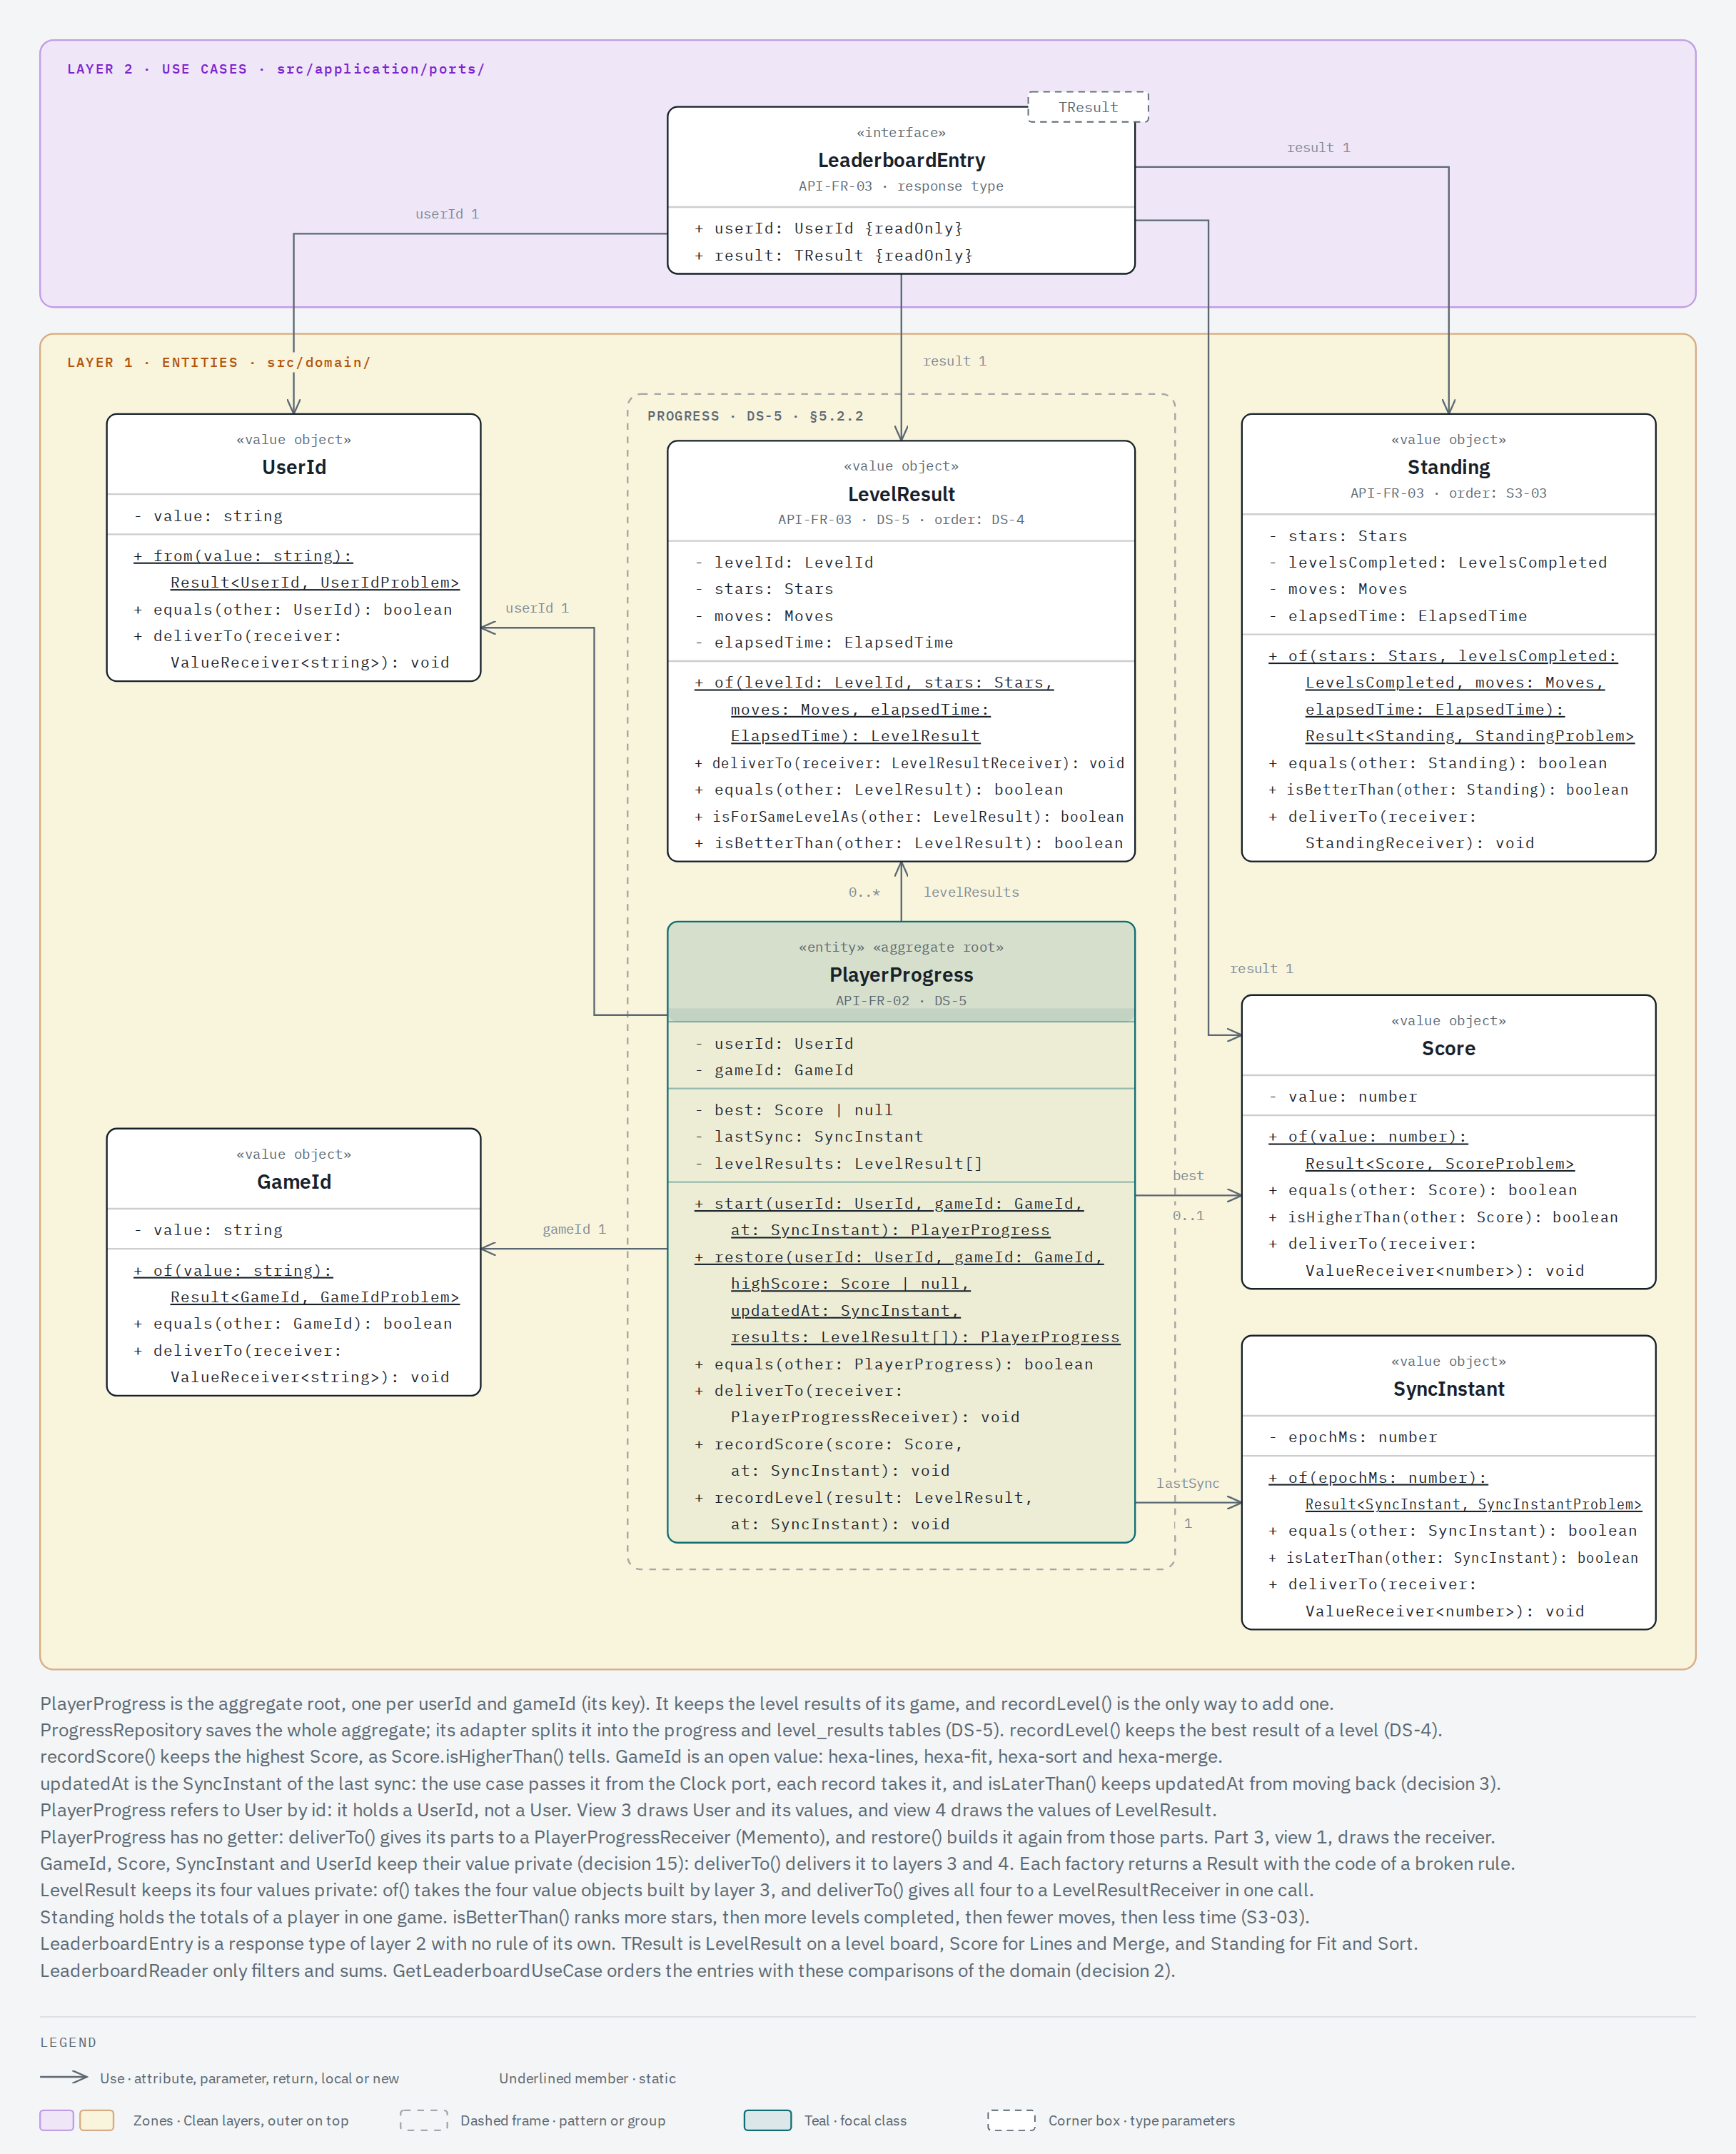 LAYER 2 · USE CASES · src/application/ports/
TResult
«interface»
LeaderboardEntry
API-FR-03 · response type
+ userId: UserId {readOnly}
+ result: TResult {readOnly}
userId 1
result 1
result 1
result 1
LAYER 1 · ENTITIES · src/domain/
«value object»
UserId
- value: string
+ from(value: string):
Result<UserId, UserIdProblem>
+ equals(other: UserId): boolean
+ deliverTo(receiver:
ValueReceiver<string>): void
userId 1
PROGRESS · DS-5 · §5.2.2
«value object»
LevelResult
API-FR-03 · DS-5 · order: DS-4
- levelId: LevelId
- stars: Stars
- moves: Moves
- elapsedTime: ElapsedTime
+ of(levelId: LevelId, stars: Stars,
moves: Moves, elapsedTime:
ElapsedTime): LevelResult
+ deliverTo(receiver: LevelResultReceiver): void
+ equals(other: LevelResult): boolean
+ isForSameLevelAs(other: LevelResult): boolean
+ isBetterThan(other: LevelResult): boolean
«value object»
Standing
API-FR-03 · order: S3-03
- stars: Stars
- levelsCompleted: LevelsCompleted
- moves: Moves
- elapsedTime: ElapsedTime
+ of(stars: Stars, levelsCompleted:
LevelsCompleted, moves: Moves,
elapsedTime: ElapsedTime):
Result<Standing, StandingProblem>
+ equals(other: Standing): boolean
+ isBetterThan(other: Standing): boolean
+ deliverTo(receiver:
StandingReceiver): void
0..* levelResults
«entity» «aggregate root»
PlayerProgress
API-FR-02 · DS-5
- userId: UserId
- gameId: GameId
- best: Score | null
- lastSync: SyncInstant
- levelResults: LevelResult[]
+ start(userId: UserId, gameId: GameId,
at: SyncInstant): PlayerProgress
+ restore(userId: UserId, gameId: GameId,
highScore: Score | null,
updatedAt: SyncInstant,
results: LevelResult[]): PlayerProgress
+ equals(other: PlayerProgress): boolean
+ deliverTo(receiver:
PlayerProgressReceiver): void
+ recordScore(score: Score,
at: SyncInstant): void
+ recordLevel(result: LevelResult,
at: SyncInstant): void
«value object»
GameId
- value: string
+ of(value: string):
Result<GameId, GameIdProblem>
+ equals(other: GameId): boolean
+ deliverTo(receiver:
ValueReceiver<string>): void
gameId 1
best
0..1
lastSync
1
«value object»
Score
- value: number
+ of(value: number):
Result<Score, ScoreProblem>
+ equals(other: Score): boolean
+ isHigherThan(other: Score): boolean
+ deliverTo(receiver:
ValueReceiver<number>): void
«value object»
SyncInstant
- epochMs: number
+ of(epochMs: number):
Result<SyncInstant, SyncInstantProblem>
+ equals(other: SyncInstant): boolean
+ isLaterThan(other: SyncInstant): boolean
+ deliverTo(receiver:
ValueReceiver<number>): void
PlayerProgress is the aggregate root, one per userId and gameId (its key). It keeps the level results of its game, and recordLevel() is the only way to add one.
ProgressRepository saves the whole aggregate; its adapter splits it into the progress and level_results tables (DS-5). recordLevel() keeps the best result of a level (DS-4).
recordScore() keeps the highest Score, as Score.isHigherThan() tells. GameId is an open value: hexa-lines, hexa-fit, hexa-sort and hexa-merge.
updatedAt is the SyncInstant of the last sync: the use case passes it from the Clock port, each record takes it, and isLaterThan() keeps updatedAt from moving back (decision 3).
PlayerProgress refers to User by id: it holds a UserId, not a User. View 3 draws User and its values, and view 4 draws the values of LevelResult.
PlayerProgress has no getter: deliverTo() gives its parts to a PlayerProgressReceiver (Memento), and restore() builds it again from those parts. Part 3, view 1, draws the receiver.
GameId, Score, SyncInstant and UserId keep their value private (decision 15): deliverTo() delivers it to layers 3 and 4. Each factory returns a Result with the code of a broken rule.
LevelResult keeps its four values private: of() takes the four value objects built by layer 3, and deliverTo() gives all four to a LevelResultReceiver in one call.
Standing holds the totals of a player in one game. isBetterThan() ranks more stars, then more levels completed, then fewer moves, then less time (S3-03).
LeaderboardEntry is a response type of layer 2 with no rule of its own. TResult is LevelResult on a level board, Score for Lines and Merge, and Standing for Fit and Sort.
LeaderboardReader only filters and sums. GetLeaderboardUseCase orders the entries with these comparisons of the domain (decision 2).
LEGEND
Use · attribute, parameter, return, local or new
Underlined member · static
Zones · Clean layers, outer on top
Dashed frame · pattern or group
Teal · focal class
Corner box · type parameters